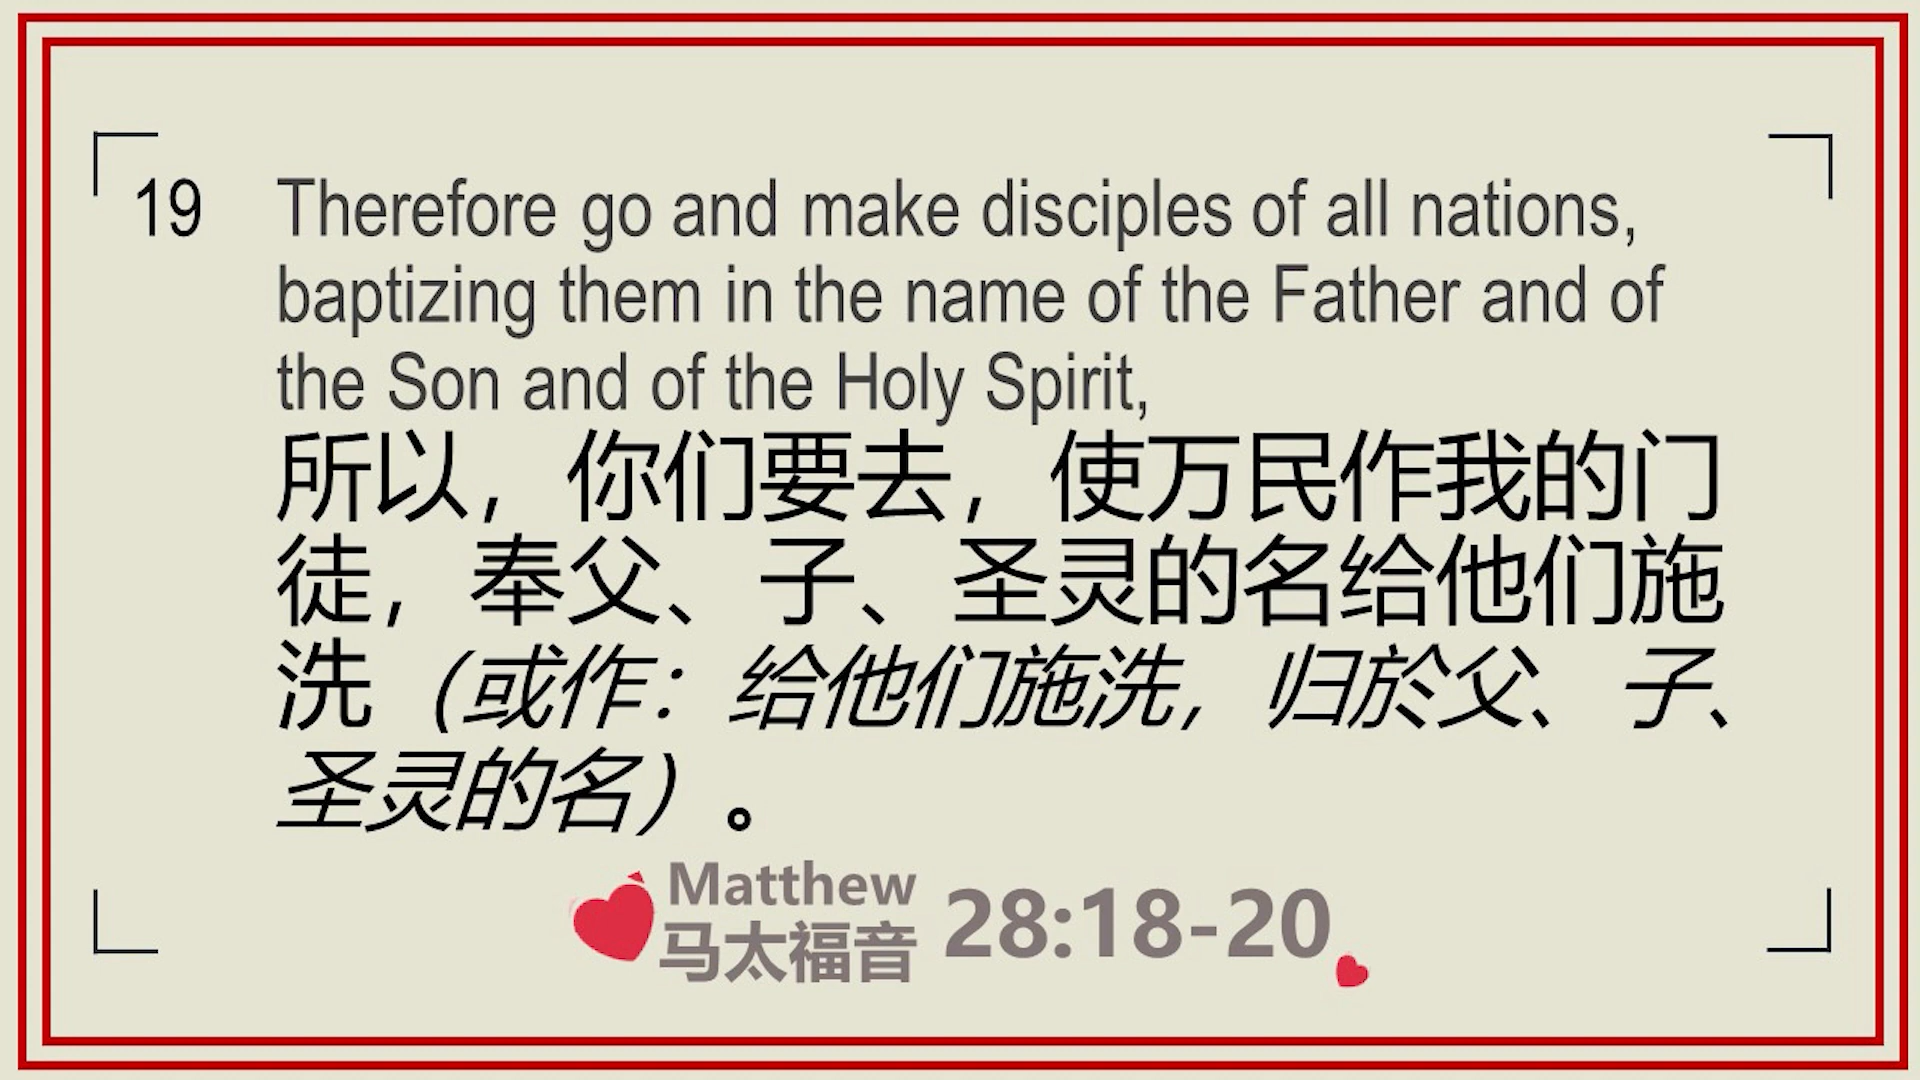 19 Therefore go and make disciples of all nations,
baptizing them in the name of the Father and of
the Son and of the Holy Spirit,
所以，你们要去，使万民作我的门
徒，奉父、子、圣灵的名给他们施
洗（或作：给他们施洗，归於父、子、
圣灵的名）。
Matthew
马太福音
28:18-20